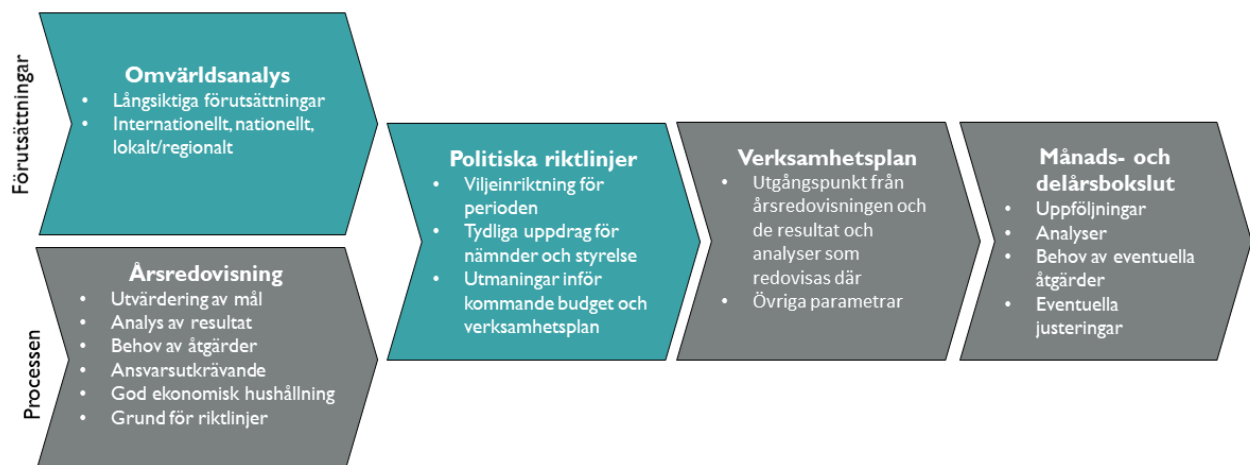 Förutsättningar
Omvärldsanalys
• Långsiktiga förutsättningar
• Internationellt, nationellt,
lokalt/regionalt
Processen
Årsredovisning
• Utvärdering av mål
• Analys av resultat
• Behov av åtgärder
• Ansvarsutkrävande
• God ekonomisk hushållning
• Grund för riktlinjer
Politiska riktlinjer
• Viljeinriktning för
perioden
• Tydliga uppdrag för
nämnder och styrelse
• Utmaningar inför
kommande budget och
verksamhetsplan
Verksamhetsplan
• Utgångspunkt från
årsredovisningen och
de resultat och
analyser som
redovisas där
• Övriga parametrar
Månads- och
delårsbokslut
• Uppföljningar
• Analyser
• Behov av eventuella
åtgärder
• Eventuella
justeringar